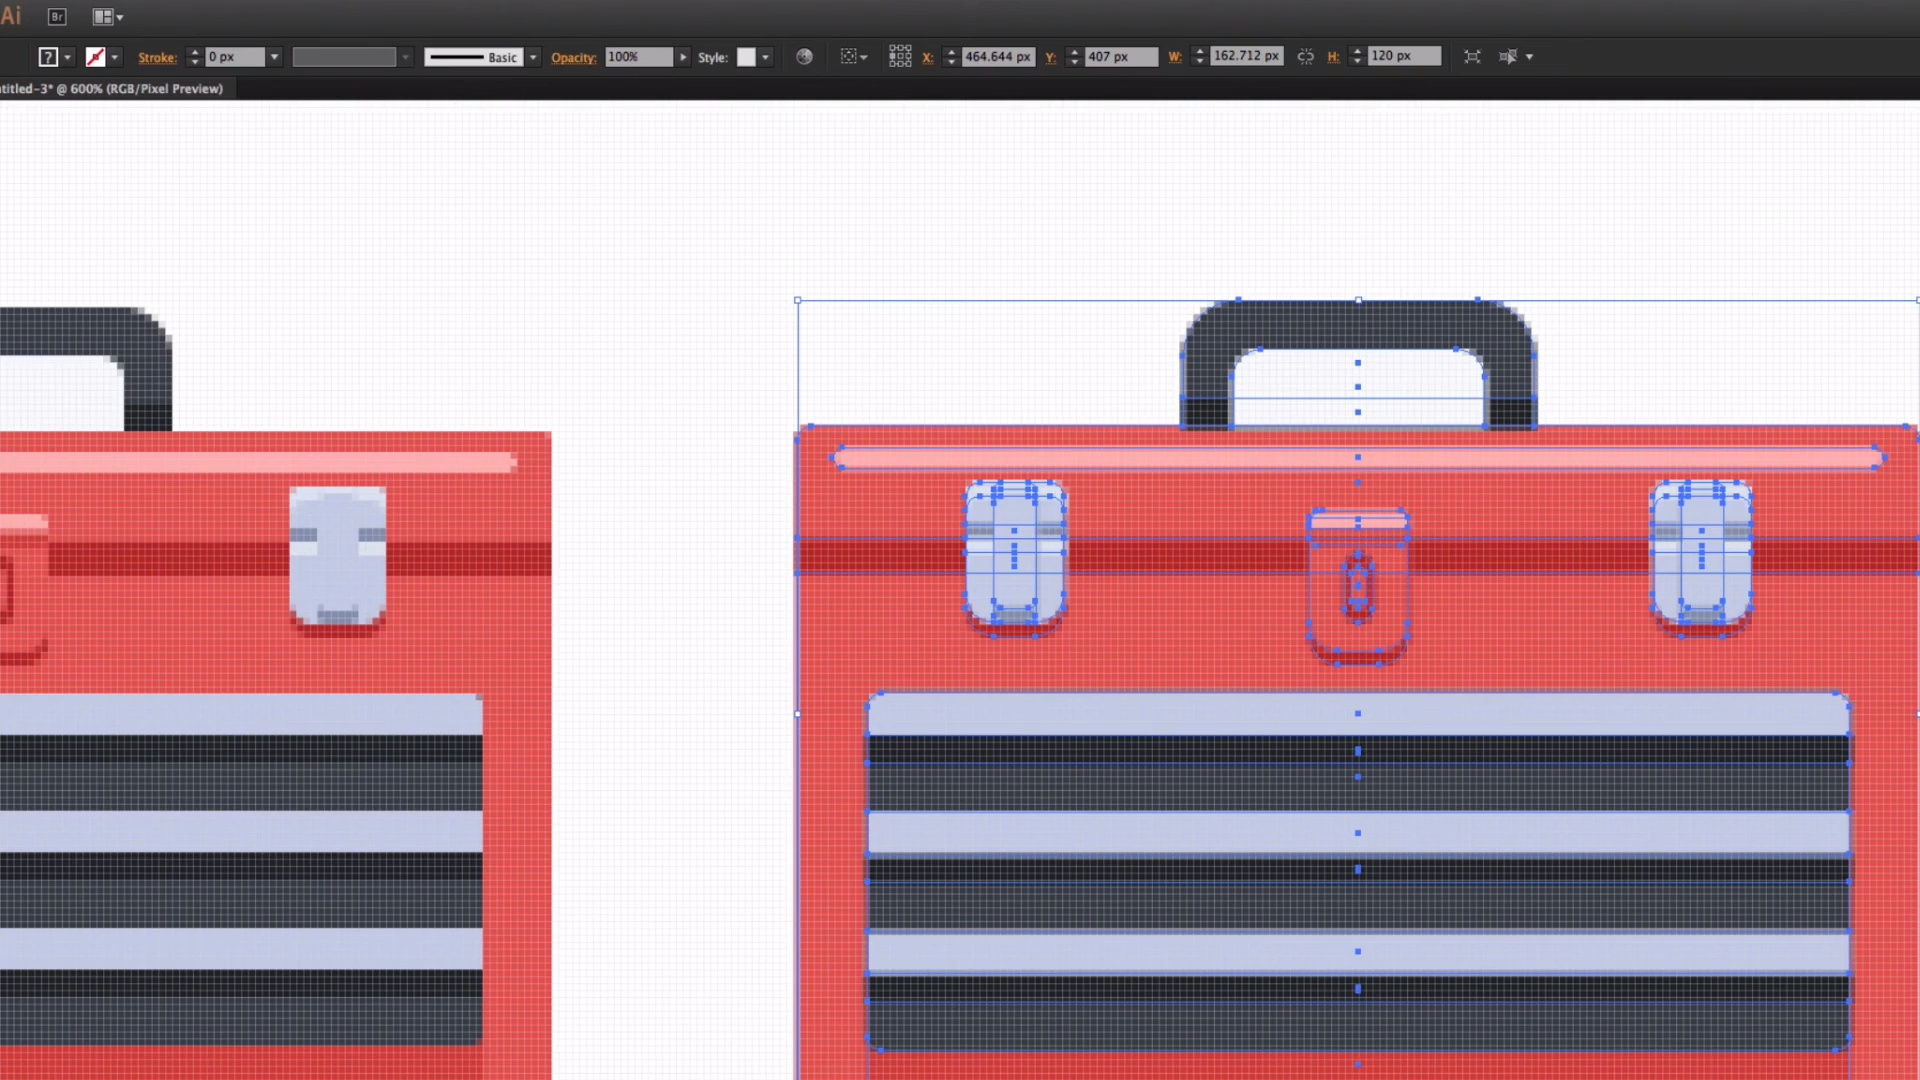 Ai Br
? Stroke: 0 px Basic Opacity: 100% Style: X: 464.644 px Y: 407 px W: 162.712 px H: 120 px
ntitled-3* @ 600% (RGB/Pixel Preview)